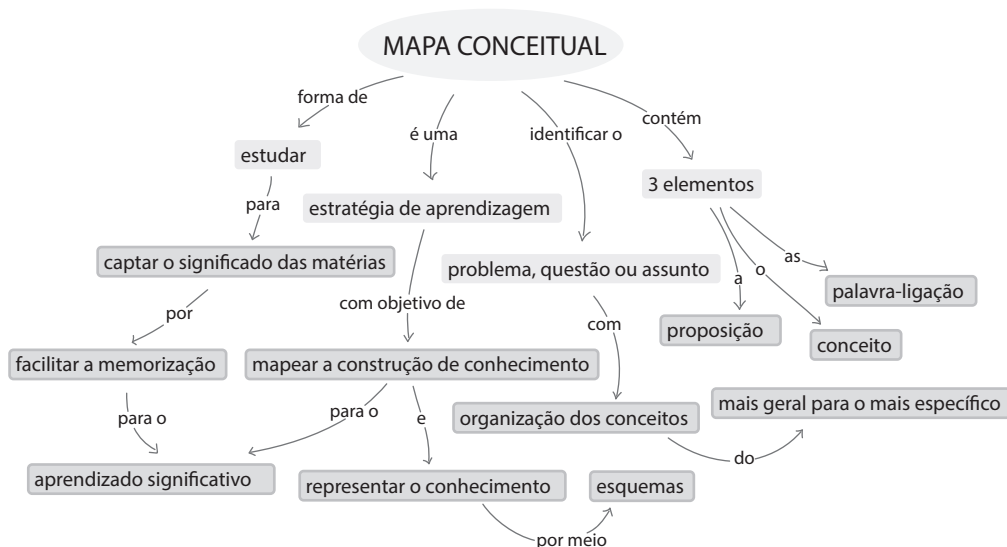 MAPA CONCEITUAL
forma de
é uma
identificar o
contém
estudar
3 elementos
para
estratégia de aprendizagem
captar o significado das matérias
problema, questão ou assunto
a
o
as
palavra-ligação
por
com objetivo de
com
proposição
conceito
facilitar a memorização
mapear a construção de conhecimento
mais geral para o mais específico
para o
para o
e
organização dos conceitos
do
aprendizado significativo
representar o conhecimento
esquemas
por meio